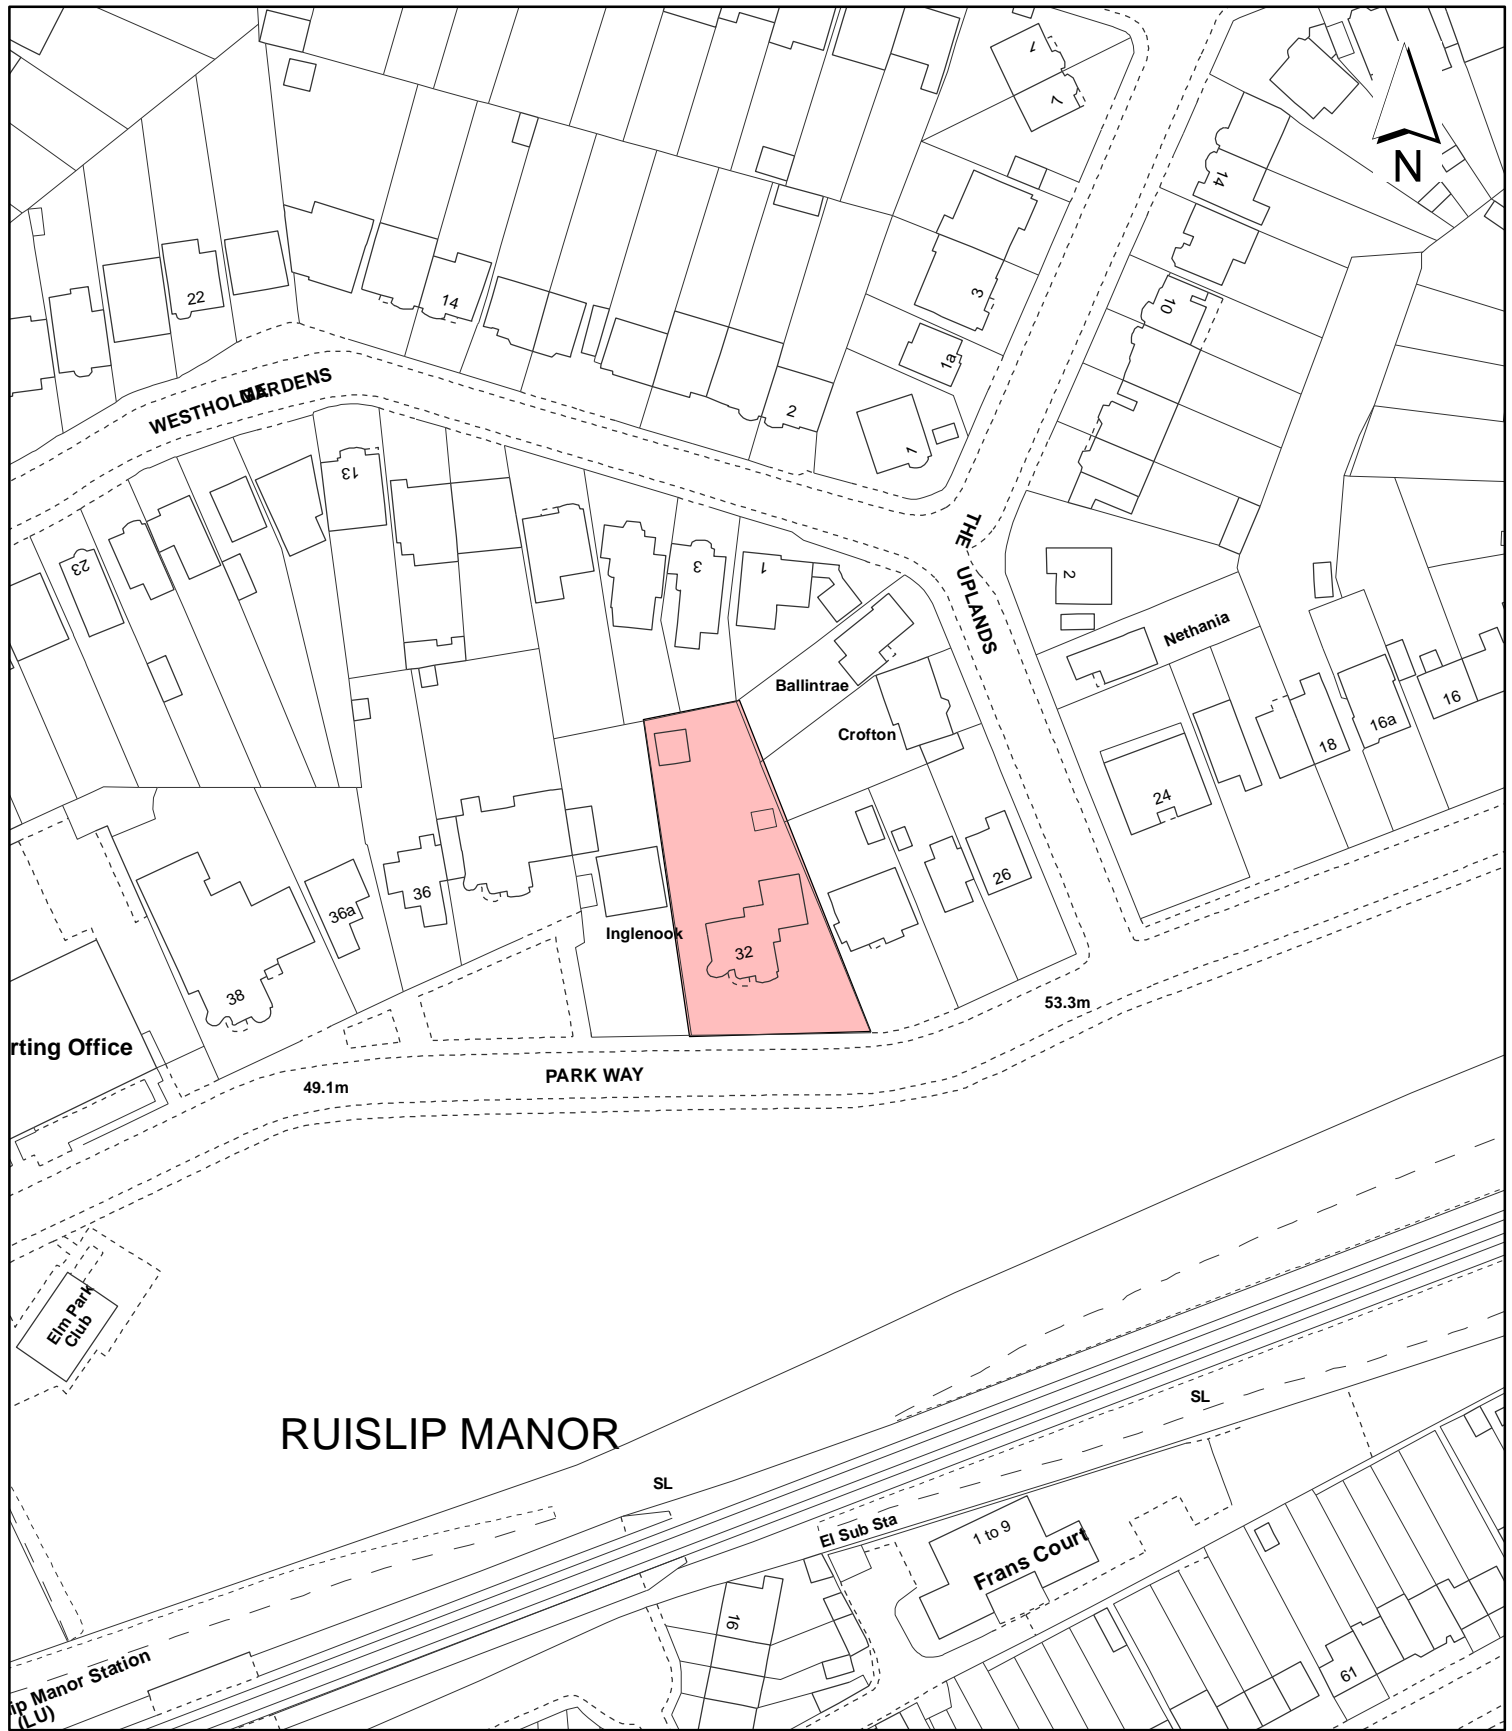 7
7
N
14
3
10
22
14
1a
WESTHOLME GARDENS
2
1
13
THE UPLANDS
23
3
1
2
Nethania
Ballintrae
16
16a
Crofton
18
24
26
36
36a
Inglenook
32
38
53.3m
rting Office
PARK WAY
49.1m
Elm Park
Club
SL
RUISLIP MANOR
SL
El Sub Sta
1 to 9
Frans Court
16
61
ip Manor Station
(LU)